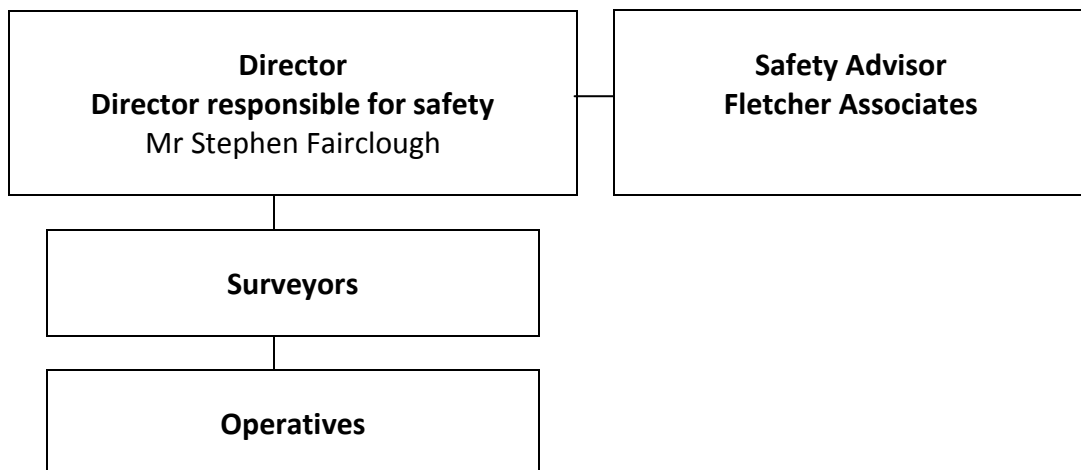 Director
Director responsible for safety
Mr Stephen Fairclough
Safety Advisor
Fletcher Associates
Surveyors
Operatives